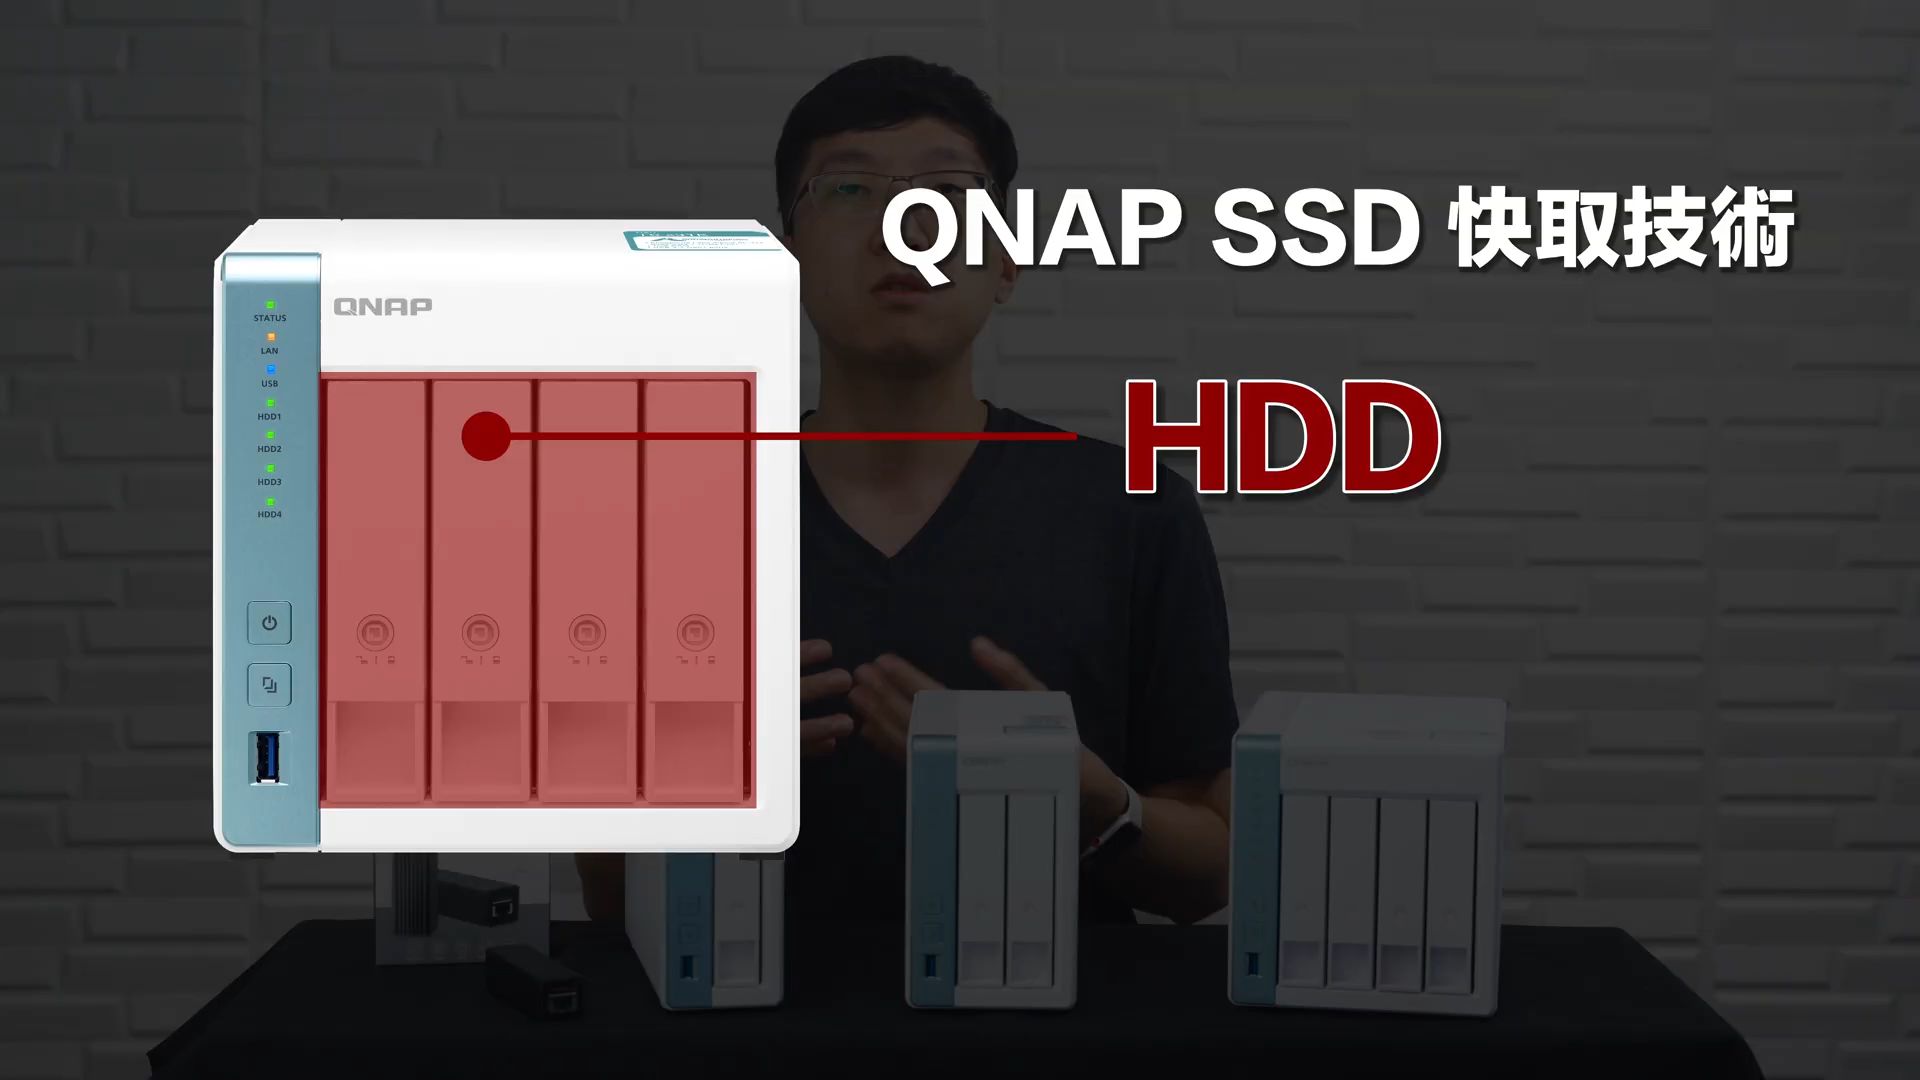 QNAP SSD 快取技術
QNAP
STATUS
LAN
USB
HDD1
HDD2
HDD3
HDD4
HDD